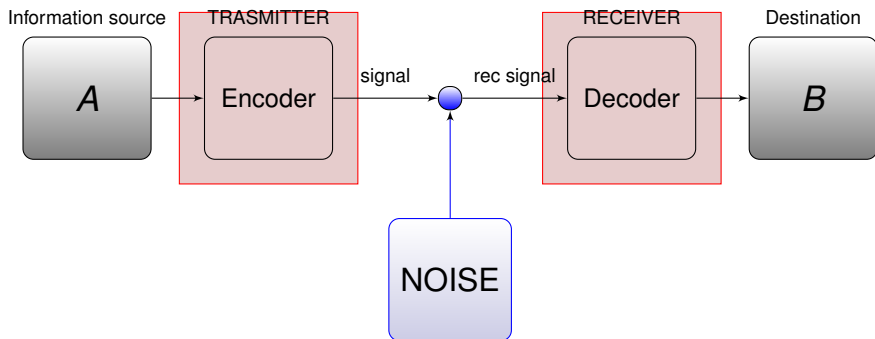 Information source
TRASMITTER
RECEIVER
Destination
A
Encoder
signal
rec signal
Decoder
B
NOISE